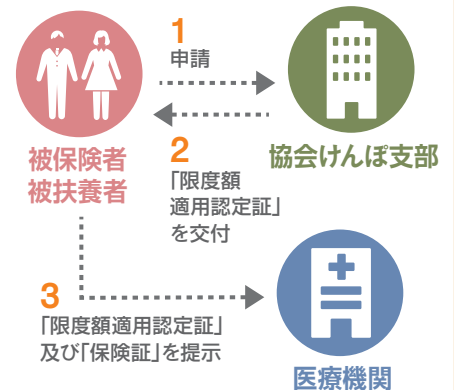 1
申請
被保険者
被扶養者
協会けんぽ支部
2
「限度額
適用認定証」
を交付
3
「限度額適用認定証」
及び「保険証」を提示
医療機関